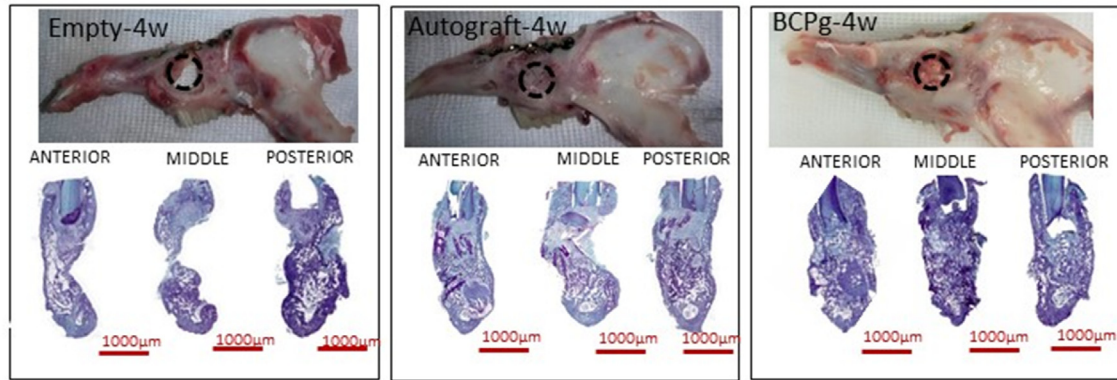 Empty-4w
ANTERIOR MIDDLE POSTERIOR
1000µm 1000µm 1000µm
Autograft-4w
ANTERIOR MIDDLE POSTERIOR
1000µm 1000µm 1000µm
BCPg-4w
ANTERIOR MIDDLE POSTERIOR
1000µm 1000µm 1000µm